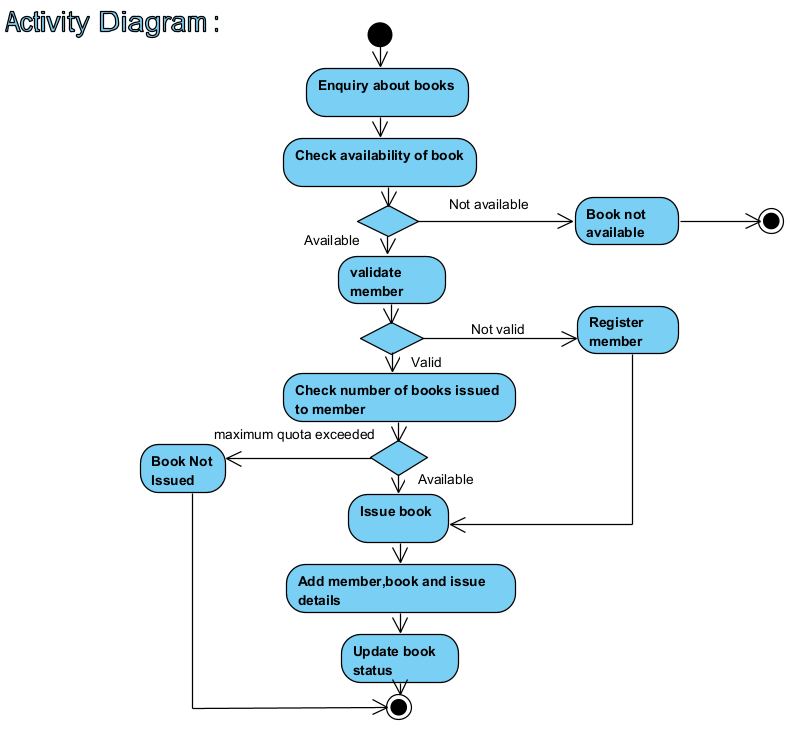 Activity Diagram :
Enquiry about books
Check availability of book
Not available
Book not
available
Available
validate
member
Not valid
Register
member
Valid
Check number of books issued
to member
maximum quota exceeded
Book Not
Issued
Available
Issue book
Add member,book and issue
details
Update book
status